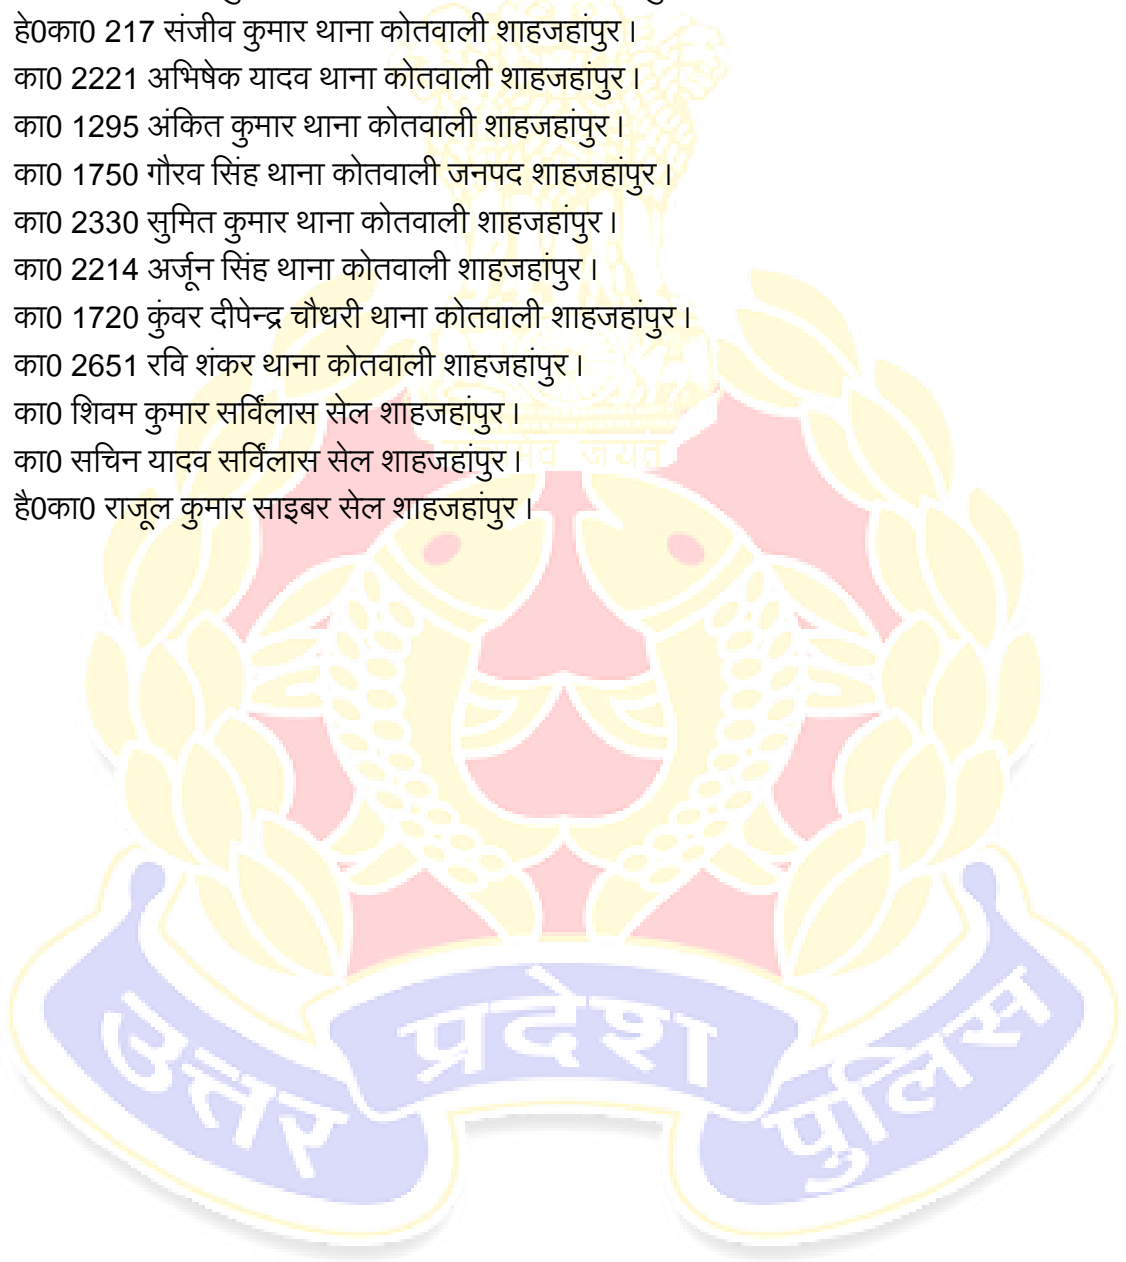 हे0का0 217 संजीव कुमार थाना कोतवाली शाहजहांपुर।
का0 2221 अभिषेक यादव थाना कोतवाली शाहजहांपुर।
का0 1295 अंकित कुमार थाना कोतवाली शाहजहांपुर।
का0 1750 गौरव सिंह थाना कोतवाली जनपद शाहजहांपुर।
का0 2330 सुमित कुमार थाना कोतवाली शाहजहांपुर।
का0 2214 अर्जून सिंह थाना कोतवाली शाहजहांपुर।
का0 1720 कुंवर दीपेन्द्र चौधरी थाना कोतवाली शाहजहांपुर।
का0 2651 रवि शंकर थाना कोतवाली शाहजहांपुर।
का0 शिवम कुमार सर्विलास सेल शाहजहांपुर।
का0 सचिन यादव सर्विलास सेल शाहजहांपुर।
है0का0 राजूल कुमार साइबर सेल शाहजहांपुर।
उत्तर प्रदेश पुलिस